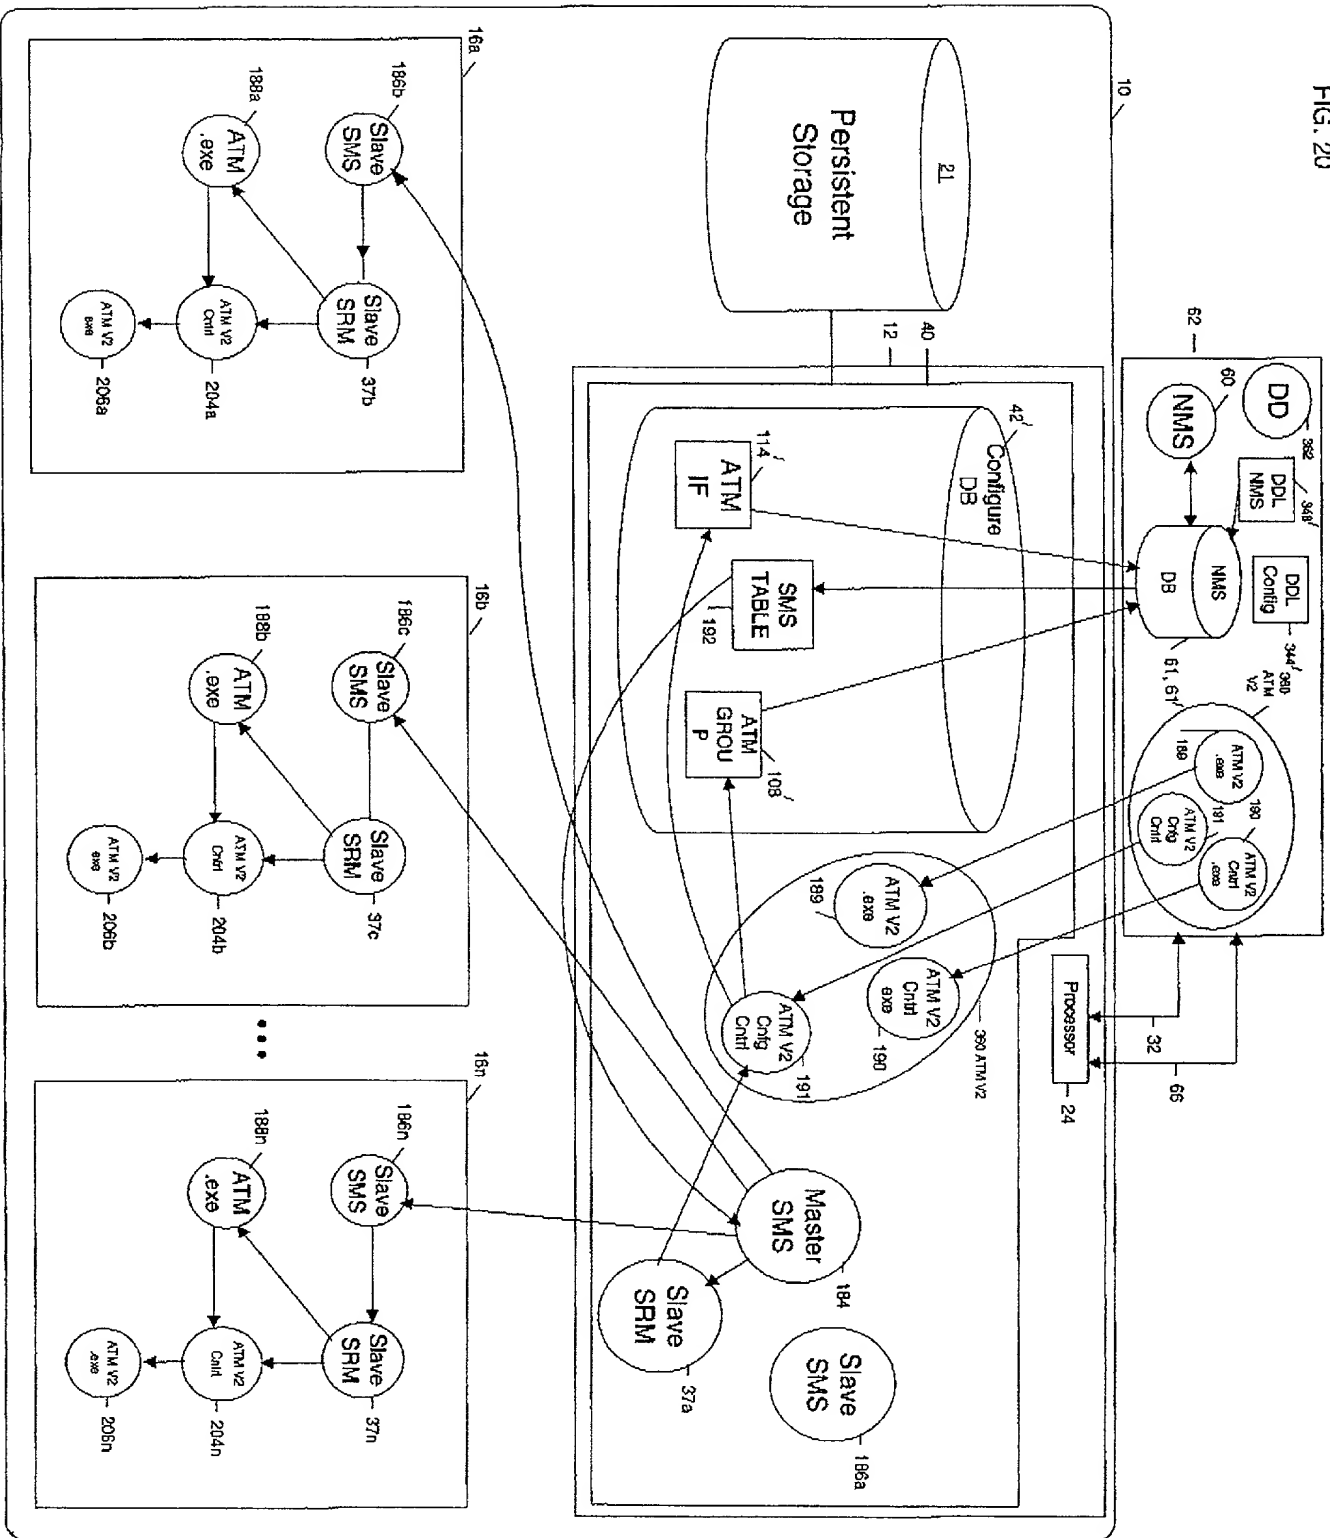 FIG. 20
62
DD
362
60
NMS
DDL
NMS
348'
NMS
DB
61, 61'
DDL
Config
344'
360
ATM
V2
ATM V2
.exe
189
190
191
ATM V2
Cnfg
Cntrl
ATM V2
Cntrl
.exe
32
66
10
Processor
24
21
Persistent
Storage
40
12
42'
Configure
DB
114'
ATM
IF
SMS
TABLE
192
ATM
GROU
P
108'
ATM V2
.exe
189
ATM V2
Cntrl
exe
190
360 ATM V2
ATM V2
Cnfg
Cntrl
191
Master
SMS
184
Slave
SRM
37a
Slave
SMS
186a
16a
186b
Slave
SMS
Slave
SRM
37b
188a
ATM
.exe
ATM V2
Cntrl
204a
ATM V2
exe
206a
16b
186c
Slave
SMS
Slave
SRM
37c
188b
ATM
.exe
ATM V2
Cntrl
204b
ATM V2
exe
206b
...
16n
186n
Slave
SMS
Slave
SRM
37n
188n
ATM
.exe
ATM V2
Cntrl
204n
ATM V2
.exe
206n